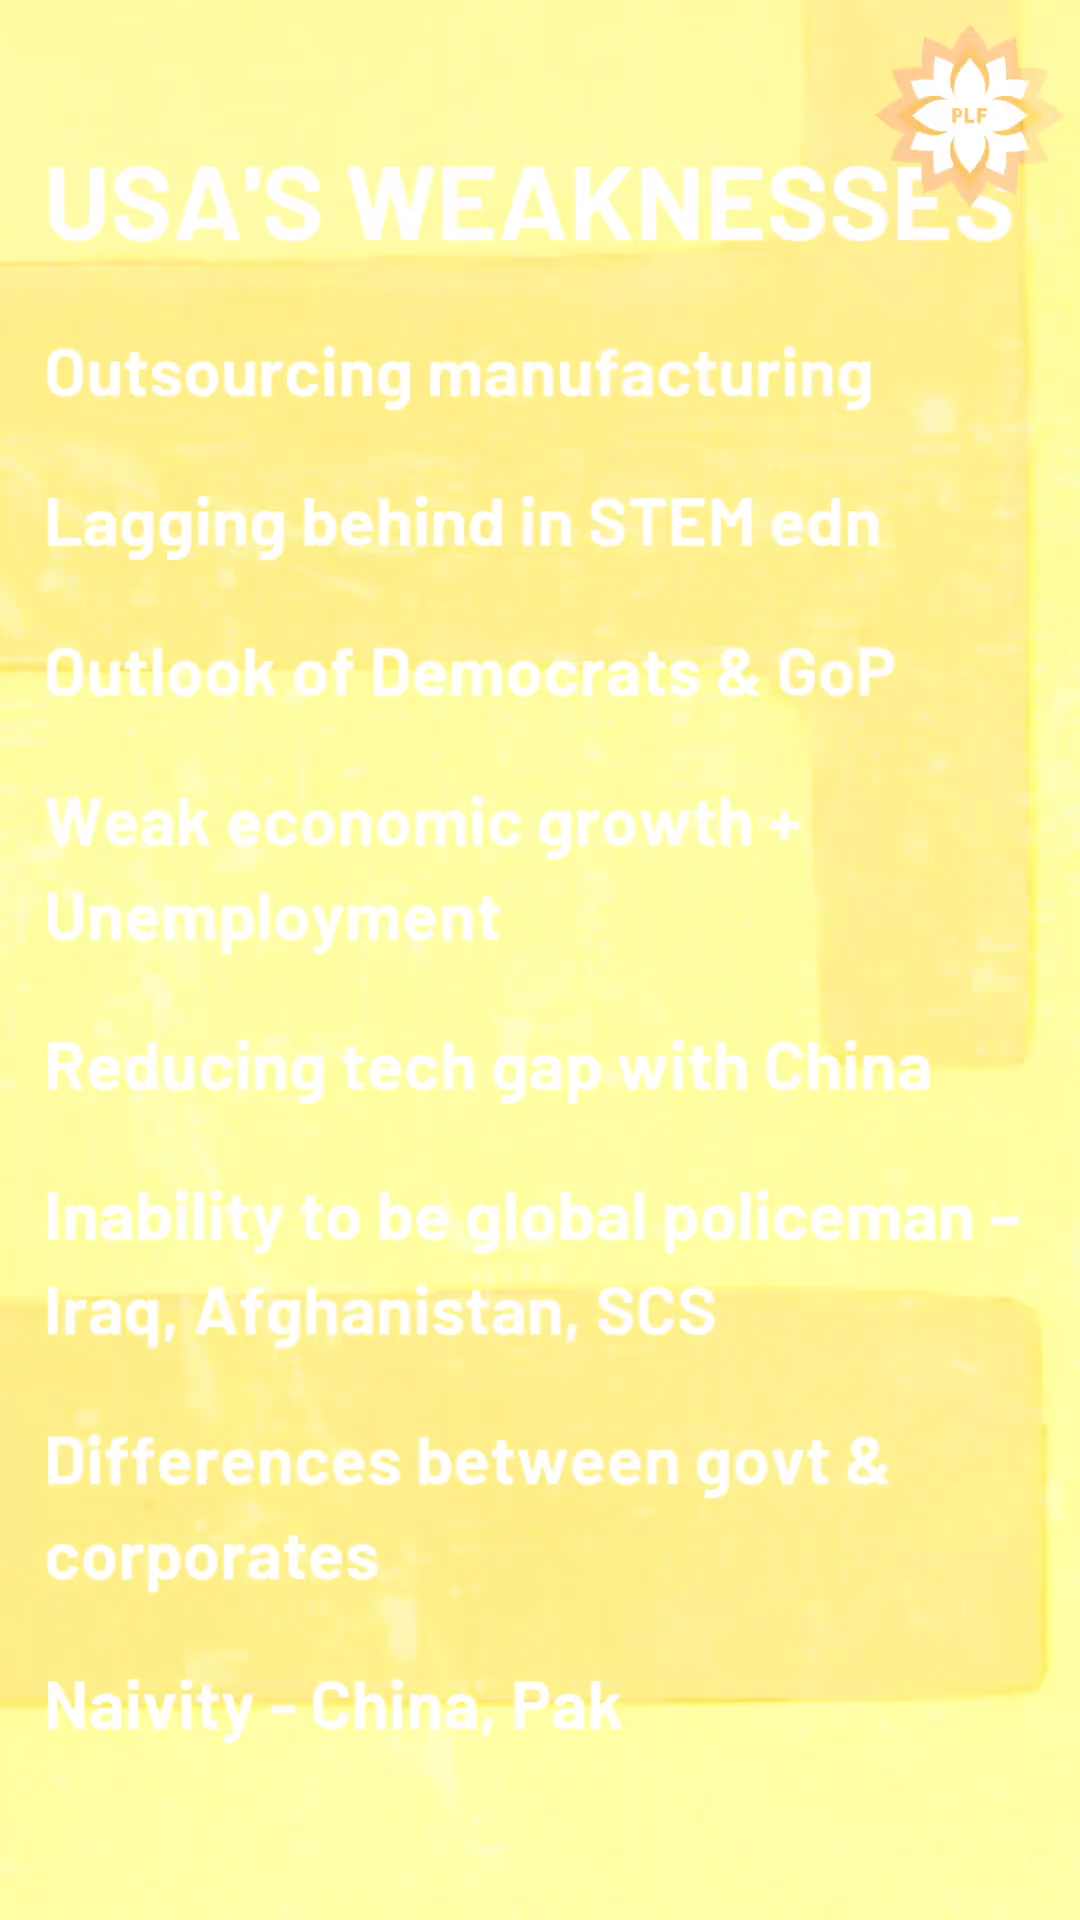 PLF
USA'S WEAKNESSES
Outsourcing manufacturing
Lagging behind in STEM edn
Outlook of Democrats & GoP
Weak economic growth +
Unemployment
Reducing tech gap with China
Inability to be global policeman –
Iraq, Afghanistan, SCS
Differences between govt &
corporates
Naivity - China, Pak